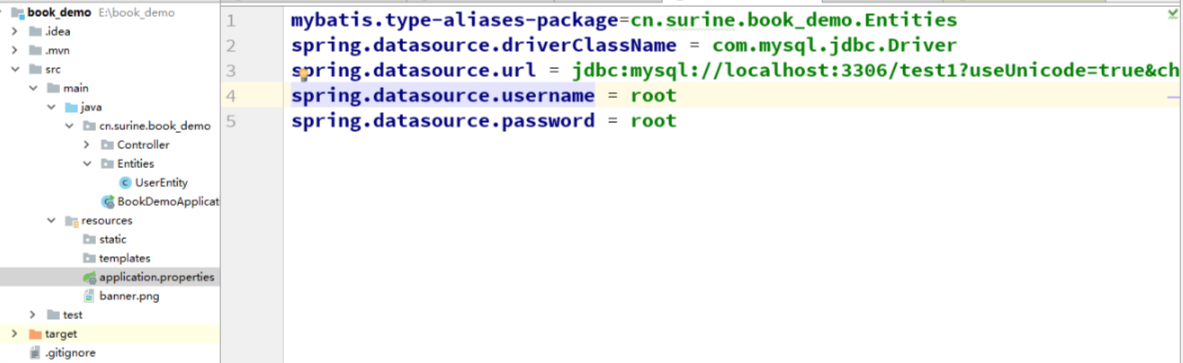 book_demo E:\book_demo
.idea
.mvn
src
main
java
cn.surine.book_demo
Controller
Entities
UserEntity
BookDemoApplicat
resources
static
templates
application.properties
banner.png
test
target
.gitignore
1 mybatis.type-aliases-package=cn.surine.book_demo.Entities
2 spring.datasource.driverClassName = com.mysql.jdbc.Driver
3 spring.datasource.url = jdbc:mysql://localhost:3306/test1?useUnicode=true&ch
4 spring.datasource.username = root
5 spring.datasource.password = root